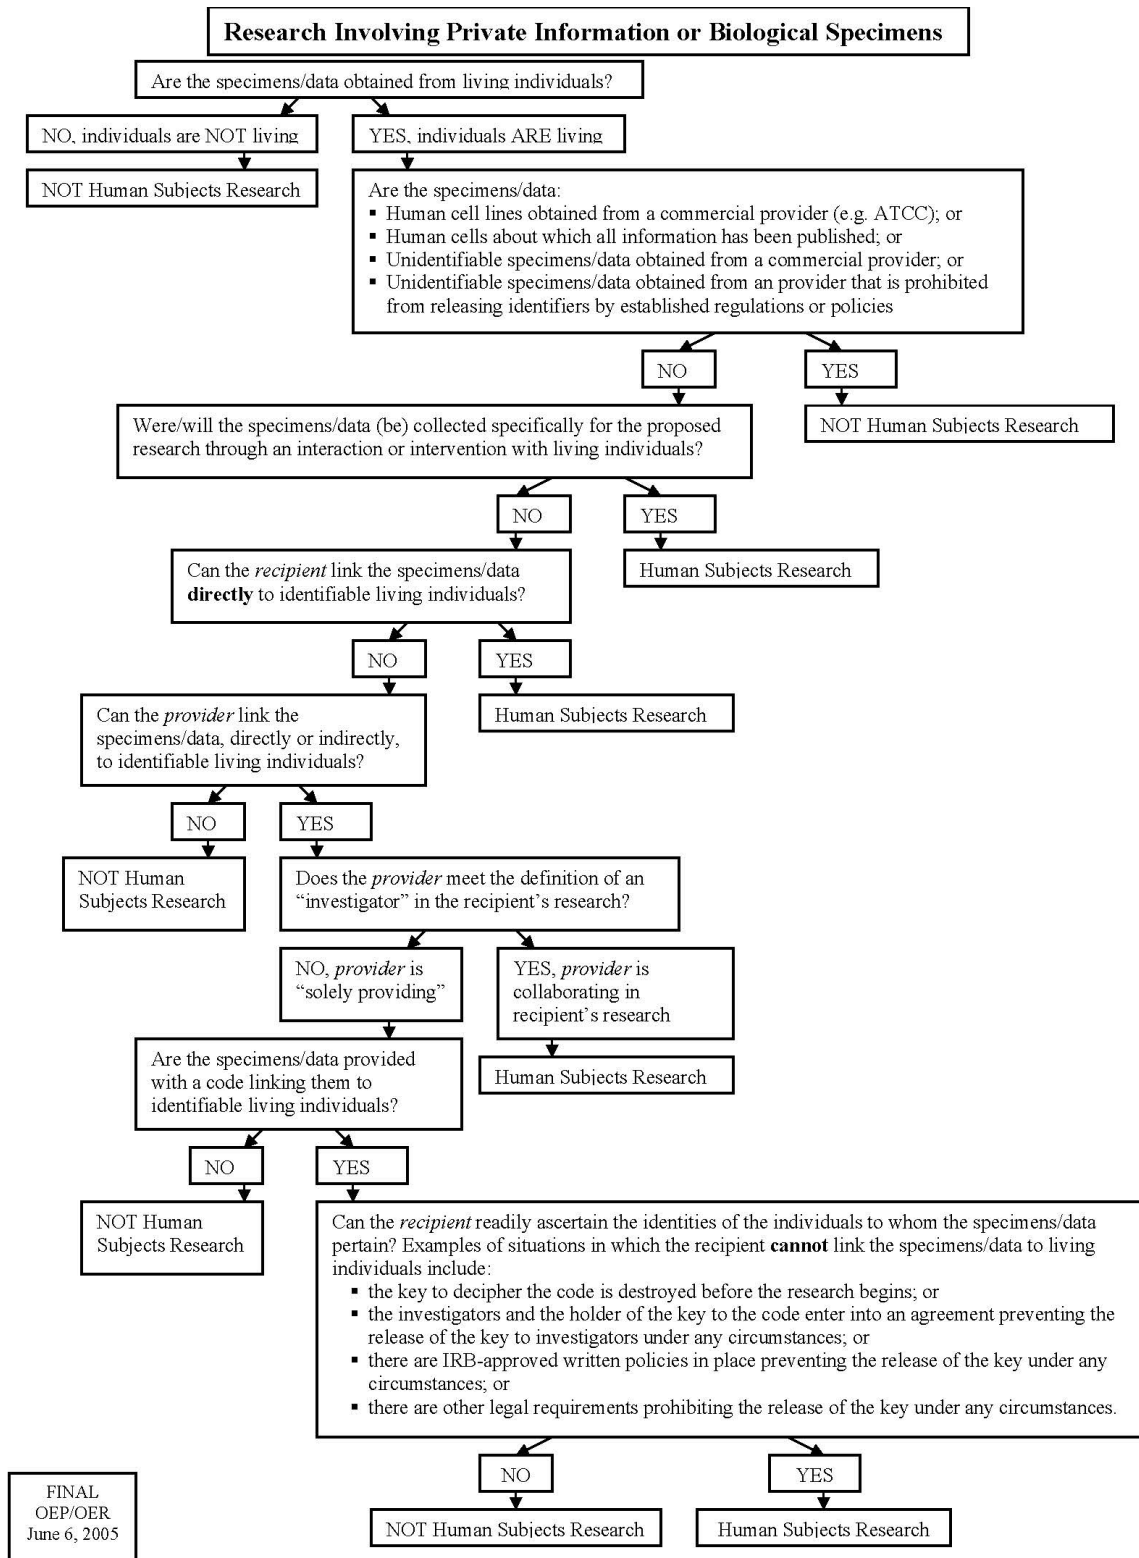 Research Involving Private Information or Biological Specimens
Are the specimens/data obtained from living individuals?
NO, individuals are NOT living
YES, individuals ARE living
NOT Human Subjects Research
Are the specimens/data:
▪ Human cell lines obtained from a commercial provider (e.g. ATCC); or
▪ Human cells about which all information has been published; or
▪ Unidentifiable specimens/data obtained from a commercial provider; or
▪ Unidentifiable specimens/data obtained from an provider that is prohibited
from releasing identifiers by established regulations or policies
NO
YES
NOT Human Subjects Research
Were/will the specimens/data (be) collected specifically for the proposed
research through an interaction or intervention with living individuals?
NO
YES
Human Subjects Research
Can the recipient link the specimens/data
directly to identifiable living individuals?
NO
YES
Human Subjects Research
Can the provider link the
specimens/data, directly or indirectly,
to identifiable living individuals?
NO
YES
NOT Human
Subjects Research
Does the provider meet the definition of an
“investigator” in the recipient’s research?
NO, provider is
“solely providing”
YES, provider is
collaborating in
recipient’s research
Human Subjects Research
Are the specimens/data provided
with a code linking them to
identifiable living individuals?
NO
YES
NOT Human
Subjects Research
Can the recipient readily ascertain the identities of the individuals to whom the specimens/data
pertain? Examples of situations in which the recipient cannot link the specimens/data to living
individuals include:
▪ the key to decipher the code is destroyed before the research begins; or
▪ the investigators and the holder of the key to the code enter into an agreement preventing the
release of the key to investigators under any circumstances; or
▪ there are IRB-approved written policies in place preventing the release of the key under any
circumstances; or
▪ there are other legal requirements prohibiting the release of the key under any circumstances.
NO
YES
NOT Human Subjects Research
Human Subjects Research
FINAL
OEP/OER
June 6, 2005